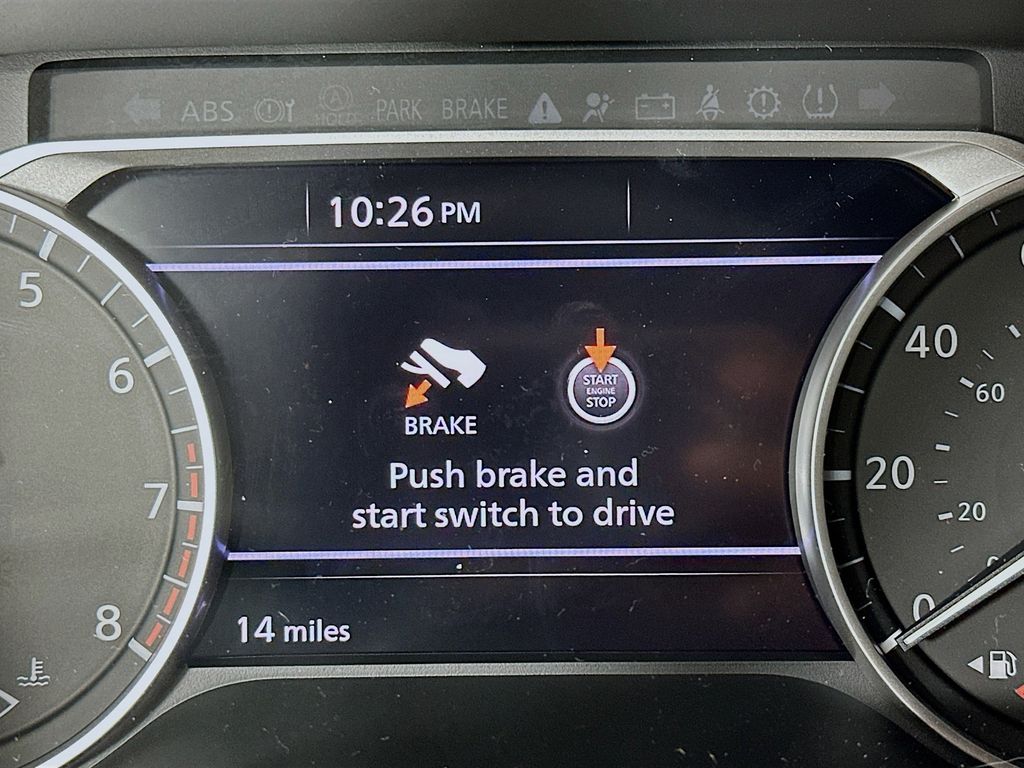 ABS
HOLD
PARK
BRAKE
10:26 PM
5
6
7
8
BRAKE
START
ENGINE
STOP
Push brake and
start switch to drive
14 miles
40
60
20
20
0